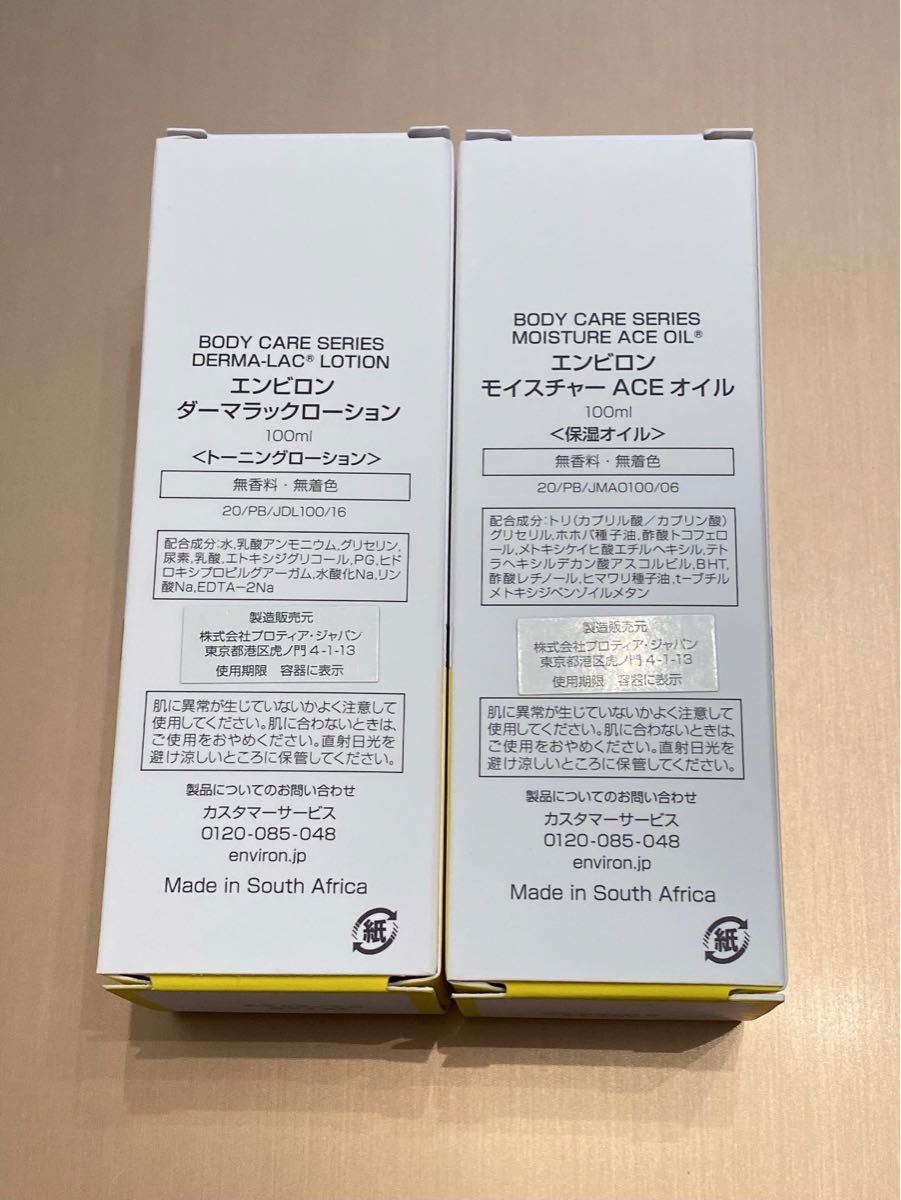 BODY CARE SERIES
DERMA-LAC® LOTION
エンビロン
ダーマラックローション
100ml
<トーニングローション>
無香料・無着色
20/PB/JDL100/16
配合成分:水,乳酸アンモニウム,グリセリン,
尿素,乳酸,エトキシジグリコール,PG,ヒド
ロキシプロピルグアーガム,水酸化Na,リン
酸Na,EDTA-2Na
製造販売元
株式会社プロティア・ジャパン
東京都港区虎ノ門4-1-13
使用期限 容器に表示
肌に異常が生じていないかよく注意して
使用してください。肌に合わないときは、
ご使用をおやめください。直射日光を
避け涼しいところに保管してください。
製品についてのお問い合わせ
カスタマーサービス
0120-085-048
environ.jp
Made in South Africa
紙
BODY CARE SERIES
MOISTURE ACE OIL®
エンビロン
モイスチャー ACE オイル
100ml
<保湿オイル>
無香料・無着色
20/PB/JMAO100/06
配合成分:トリ(カプリル酸/カプリン酸)
グリセリル,ホホバ種子油,酢酸トコフェロ
ール,メトキシケイヒ酸エチルヘキシル,テト
ラヘキシルデカン酸アスコルビル,BHT,
酢酸レチノール,ヒマワリ種子油,t-ブチル
メトキシジベンゾイルメタン
製造販売元
株式会社プロティア・ジャパン
東京都港区虎ノ門4-1-13
使用期限 容器に表示
肌に異常が生じていないかよく注意して
使用してください。肌に合わないときは、
ご使用をおやめください。直射日光を
避け涼しいところに保管してください。
製品についてのお問い合わせ
カスタマーサービス
0120-085-048
environ.jp
Made in South Africa
紙